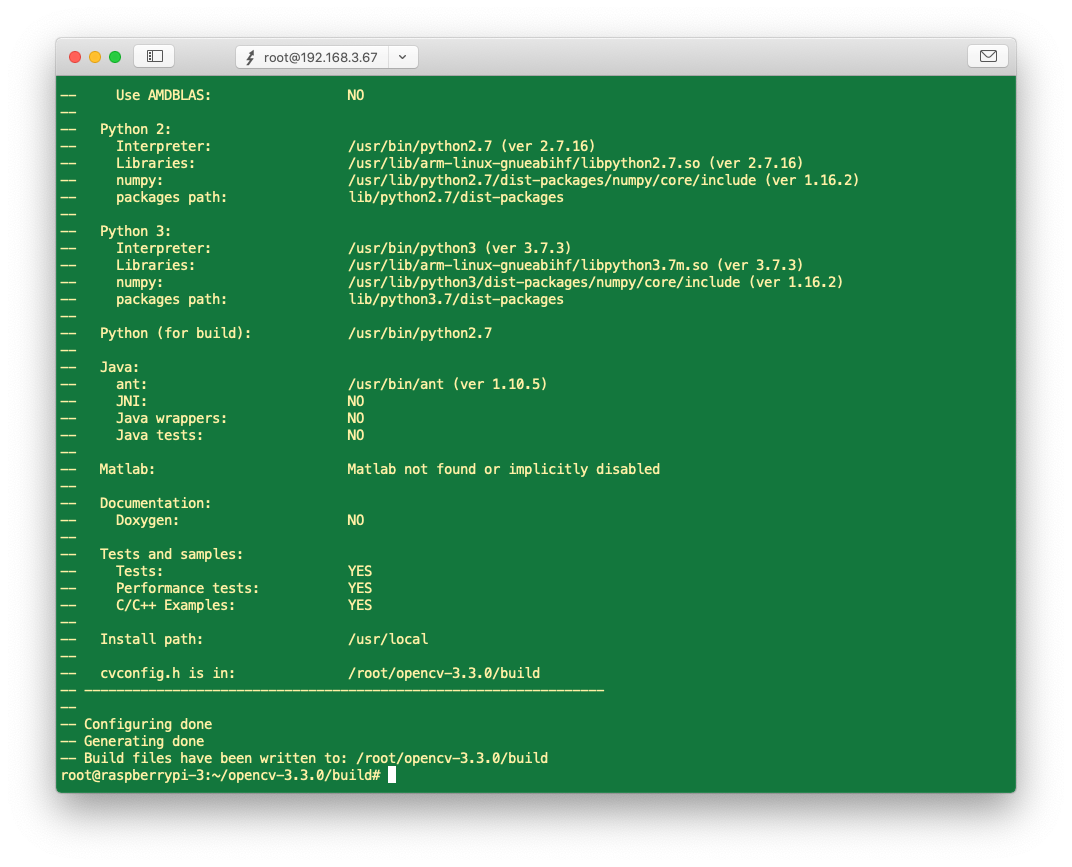 root@192.168.3.67
--     Use AMDBLAS:                 NO
--
--   Python 2:
--     Interpreter:                 /usr/bin/python2.7 (ver 2.7.16)
--     Libraries:                   /usr/lib/arm-linux-gnueabihf/libpython2.7.so (ver 2.7.16)
--     numpy:                       /usr/lib/python2.7/dist-packages/numpy/core/include (ver 1.16.2)
--     packages path:               lib/python2.7/dist-packages
--
--   Python 3:
--     Interpreter:                 /usr/bin/python3 (ver 3.7.3)
--     Libraries:                   /usr/lib/arm-linux-gnueabihf/libpython3.7m.so (ver 3.7.3)
--     numpy:                       /usr/lib/python3/dist-packages/numpy/core/include (ver 1.16.2)
--     packages path:               lib/python3.7/dist-packages
--
--   Python (for build):            /usr/bin/python2.7
--
--   Java:
--     ant:                         /usr/bin/ant (ver 1.10.5)
--     JNI:                         NO
--     Java wrappers:               NO
--     Java tests:                  NO
--
--   Matlab:                        Matlab not found or implicitly disabled
--
--   Documentation:
--     Doxygen:                     NO
--
--   Tests and samples:
--     Tests:                       YES
--     Performance tests:           YES
--     C/C++ Examples:              YES
--
--   Install path:                  /usr/local
--
--   cvconfig.h is in:              /root/opencv-3.3.0/build
-- -----------------------------------------------------------------
--
-- Configuring done
-- Generating done
-- Build files have been written to: /root/opencv-3.3.0/build
root@raspberrypi-3:~/opencv-3.3.0/build#